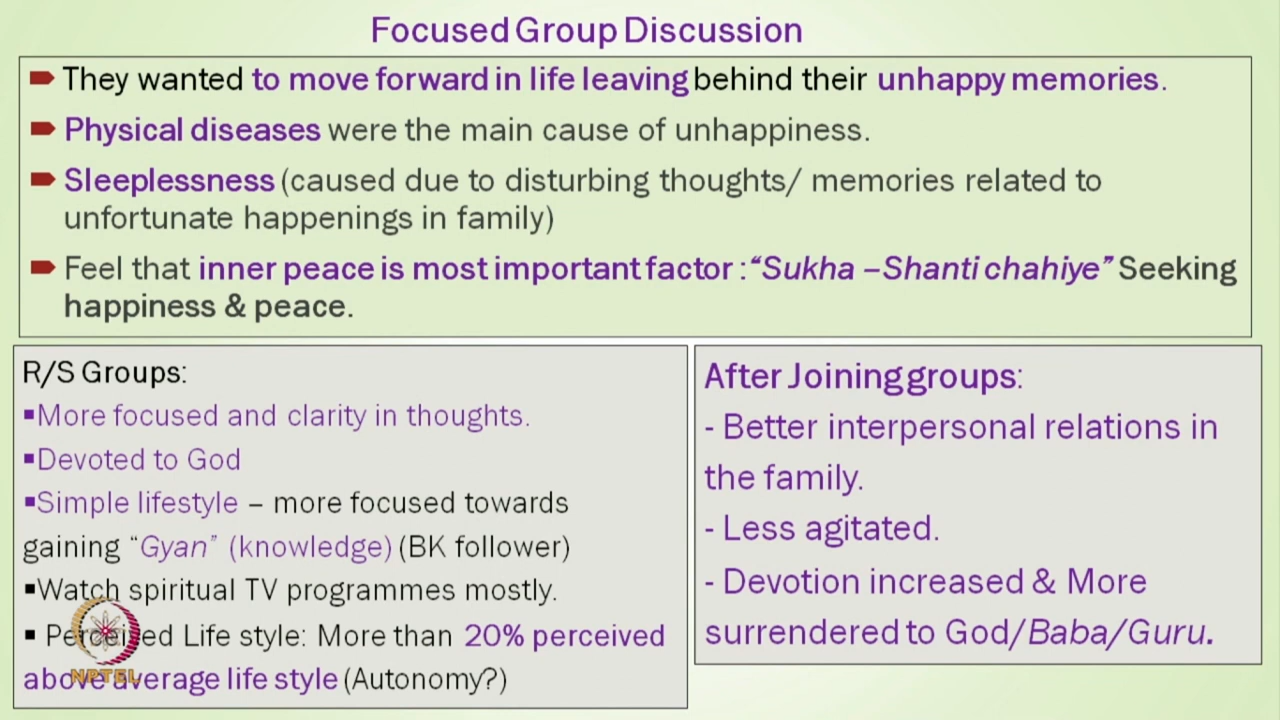 Focused Group Discussion
They wanted to move forward in life leaving behind their unhappy memories.
Physical diseases were the main cause of unhappiness.
Sleeplessness (caused due to disturbing thoughts/ memories related to
unfortunate happenings in family)
Feel that inner peace is most important factor :“Sukha –Shanti chahiye” Seeking
happiness & peace.
R/S Groups:
▪More focused and clarity in thoughts.
▪Devoted to God
▪Simple lifestyle – more focused towards
gaining “Gyan” (knowledge) (BK follower)
▪Watch spiritual TV programmes mostly.
▪ Perceived Life style: More than 20% perceived
above average life style (Autonomy?)
NPTEL
After Joining groups:
- Better interpersonal relations in
the family.
- Less agitated.
- Devotion increased & More
surrendered to God/Baba/Guru.